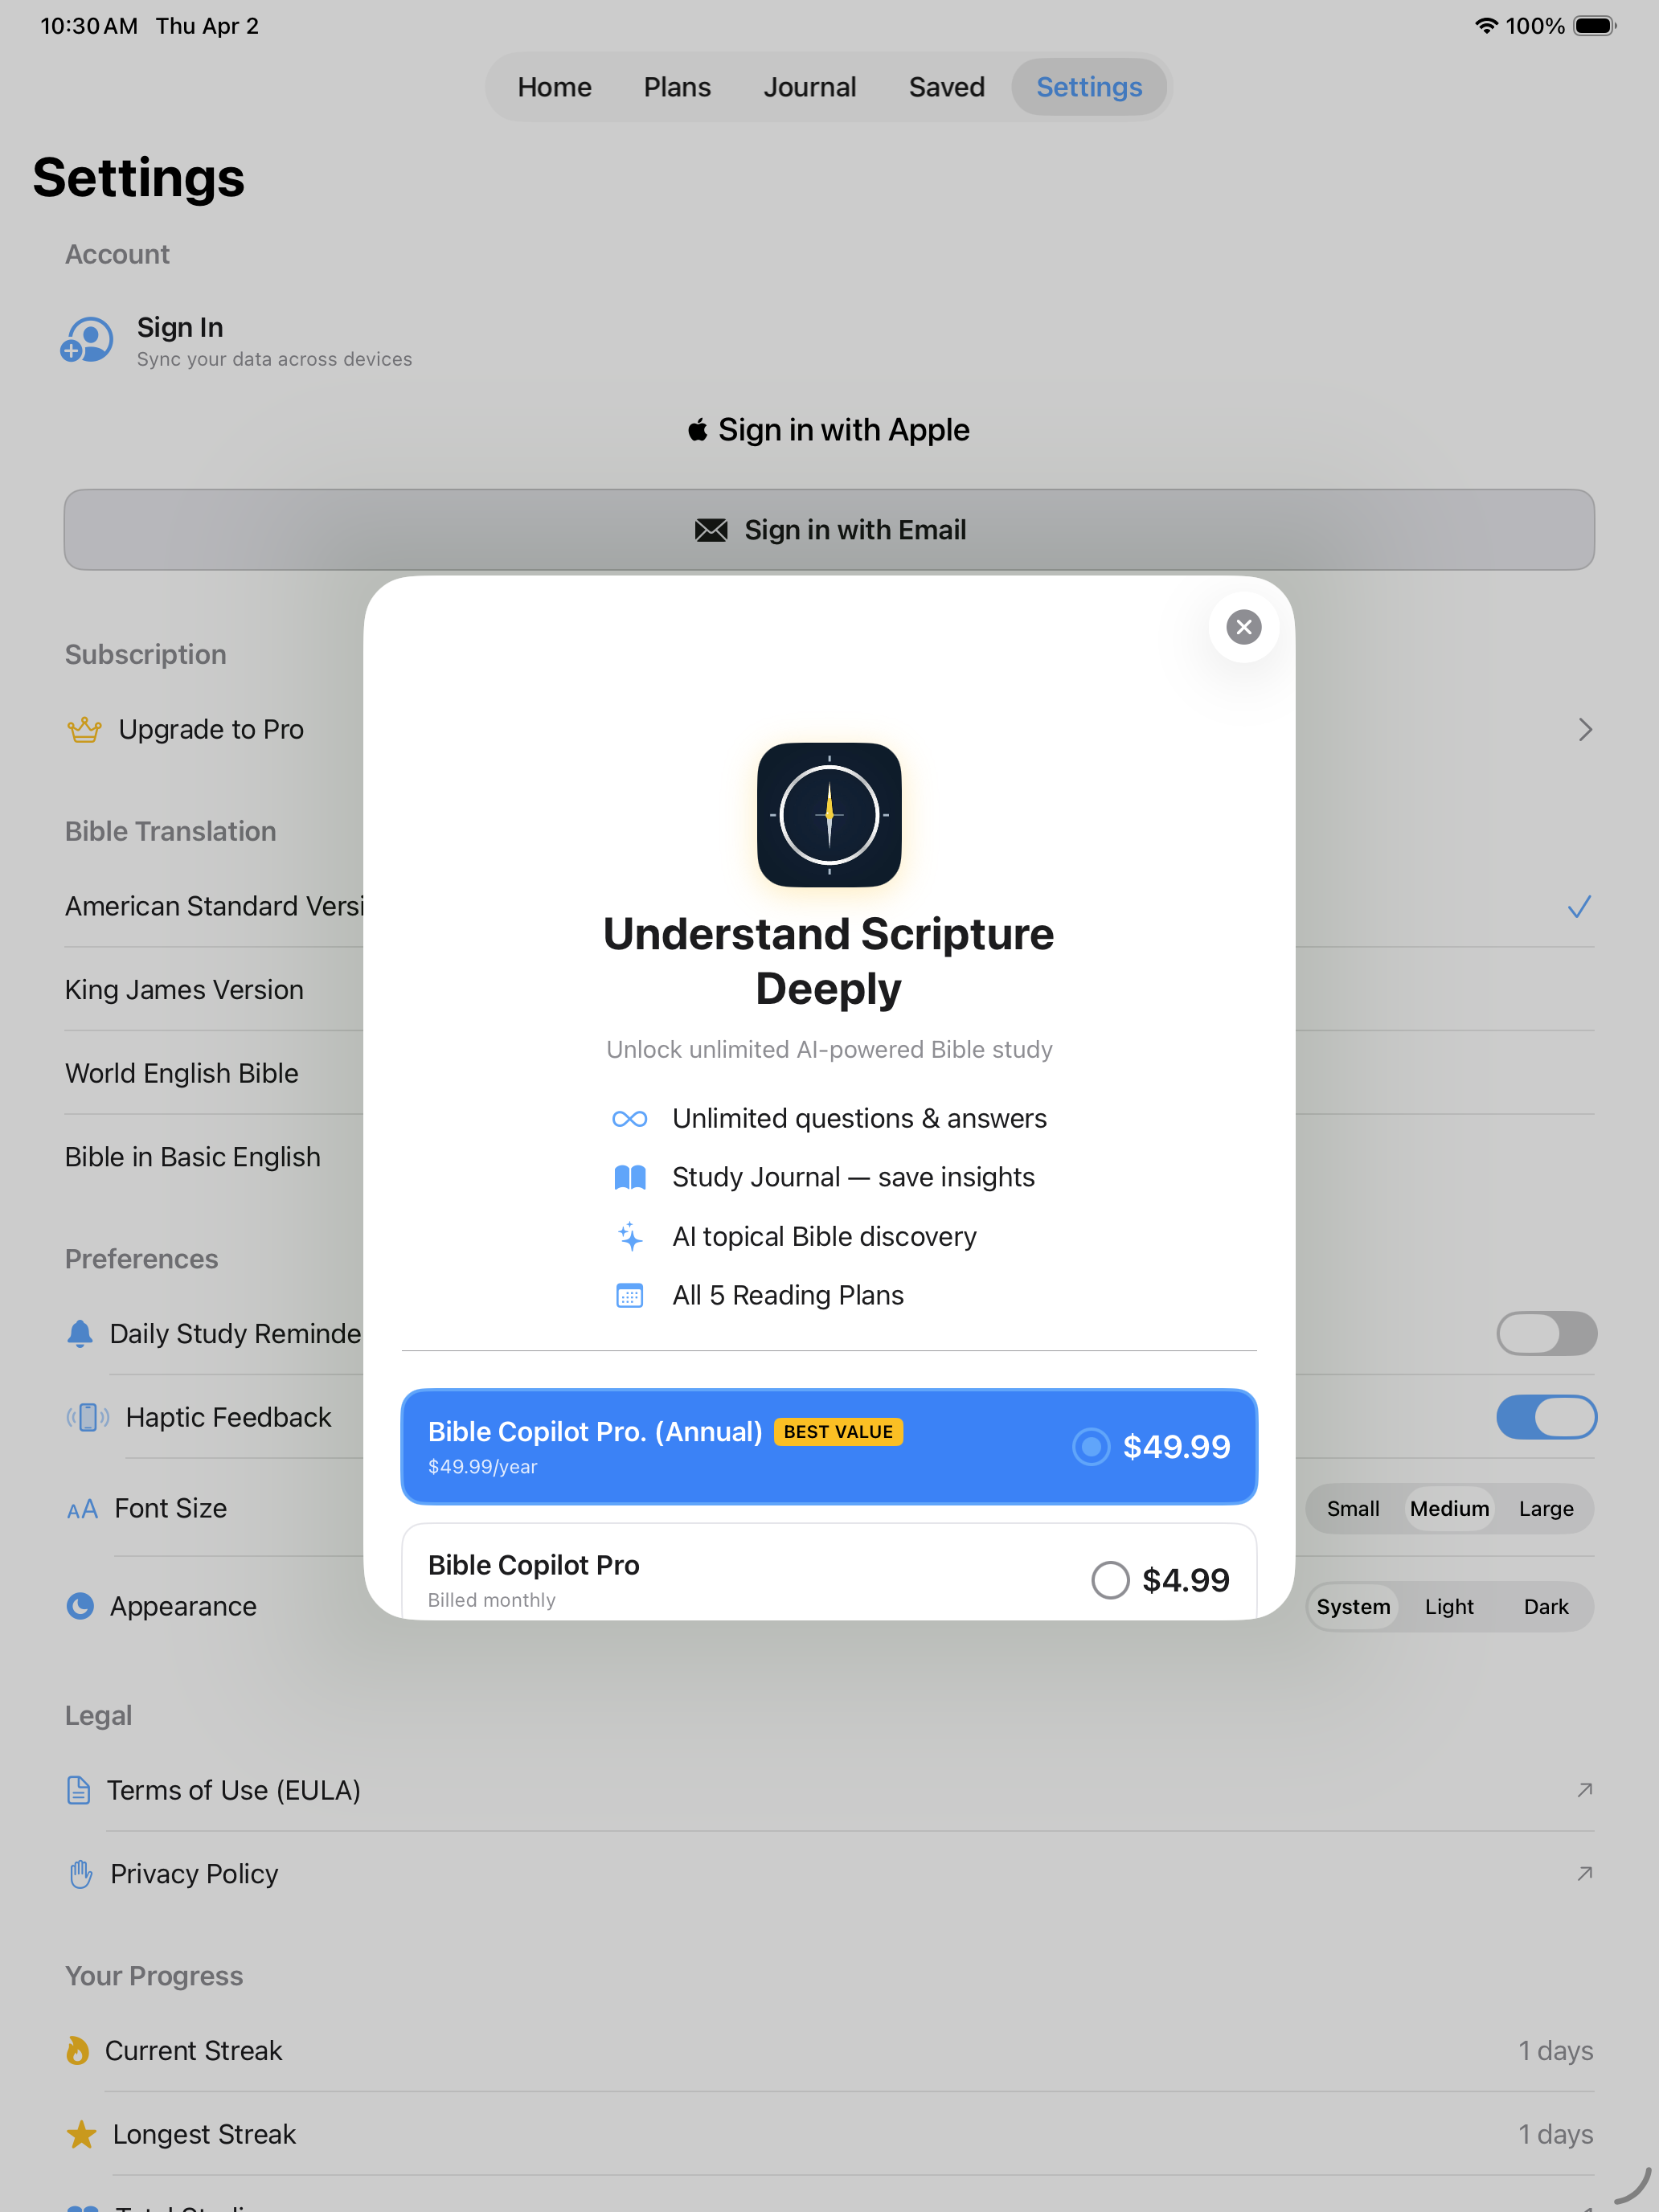 10:30 AM Thu Apr 2
100%
Home Plans Journal Saved Settings
Settings
Account
Sign In
Sync your data across devices
Sign in with Apple
Sign in with Email
Subscription
Upgrade to Pro
Bible Translation
American Standard Versi
King James Version
World English Bible
Bible in Basic English
Preferences
Daily Study Reminde
Haptic Feedback
AA Font Size
Small Medium Large
Appearance
System Light Dark
Understand Scripture
Deeply
Unlock unlimited AI-powered Bible study
Unlimited questions & answers
Study Journal — save insights
AI topical Bible discovery
All 5 Reading Plans
Bible Copilot Pro. (Annual) BEST VALUE
$49.99/year
$49.99
Bible Copilot Pro
Billed monthly
$4.99
Legal
Terms of Use (EULA)
Privacy Policy
Your Progress
Current Streak 1 days
Longest Streak 1 days